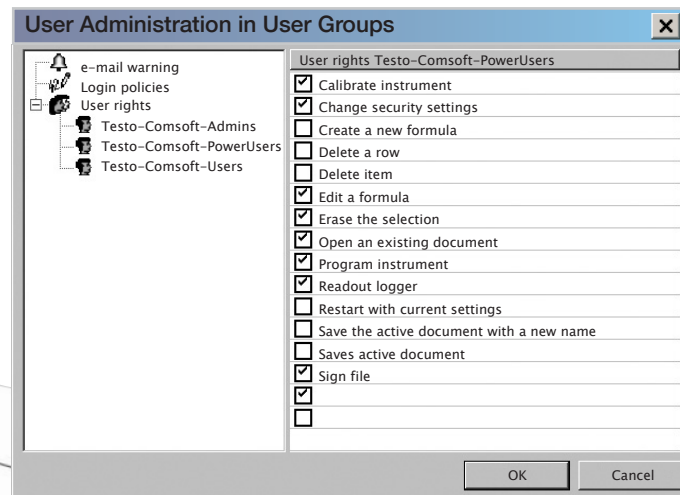 User Administration in User Groups
e-mail warning
Login policies
User rights
Testo-Comsoft-Admins
Testo-Comsoft-PowerUsers
Testo-Comsoft-Users
User rights Testo-Comsoft-PowerUsers
Calibrate instrument
Change security settings
Create a new formula
Delete a row
Delete item
Edit a formula
Erase the selection
Open an existing document
Program instrument
Readout logger
Restart with current settings
Save the active document with a new name
Saves active document
Sign file
OK
Cancel